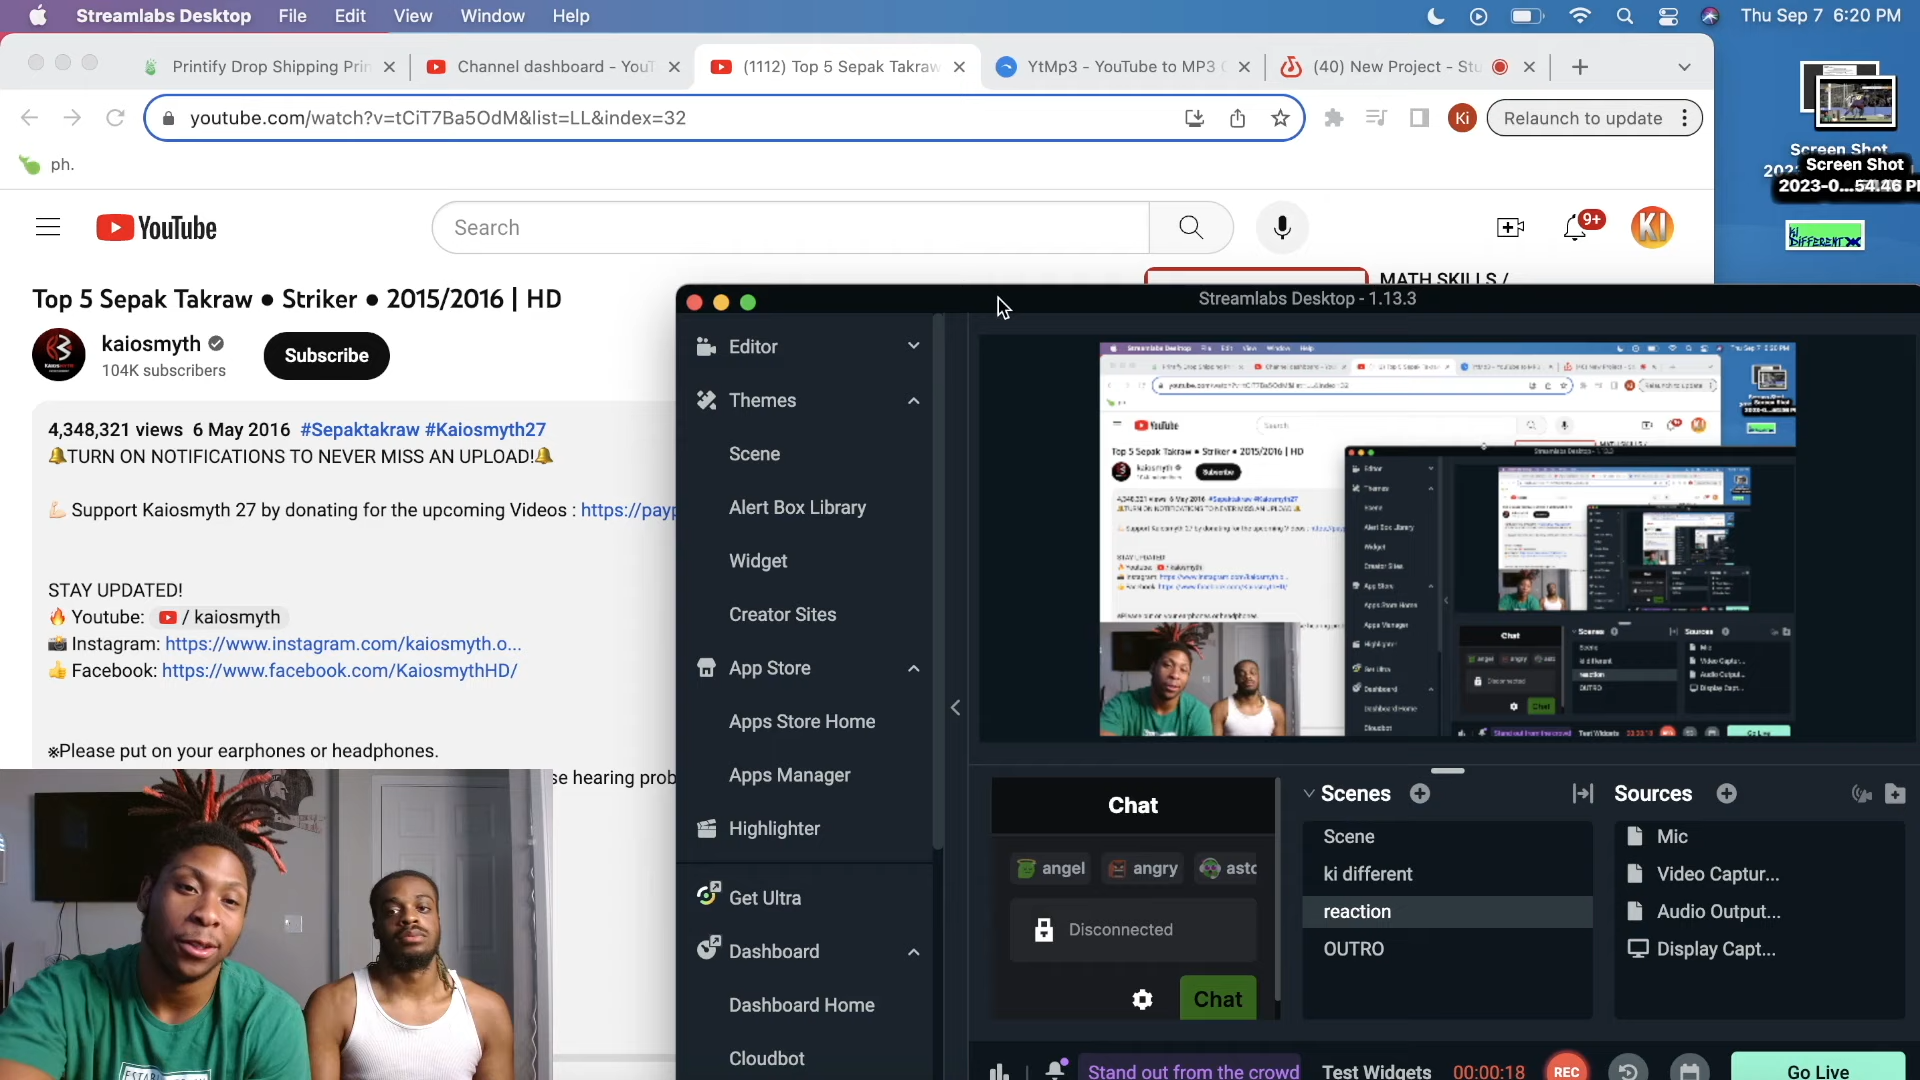 Streamlabs Desktop File Edit View Window Help
Thu Sep 7 6:20 PM
Printify Drop Shipping Prin
Channel dashboard - YouT
(1112) Top 5 Sepak Takraw
YtMp3 - YouTube to MP3 C
(40) New Project - Stu
youtube.com/watch?v=tCiT7Ba5OdM&list=LL&index=32
Ki
Relaunch to update
ph.
Screen Shot
Screen Shot
2023-0...54.46 P
KI
DIFFERENT
YouTube
Search
9+
KI
MATH SKILLS /
Top 5 Sepak Takraw ● Striker ● 2015/2016 | HD
kaiosmyth
104K subscribers
Subscribe
4,348,321 views 6 May 2016 #Sepaktakraw #Kaiosmyth27
🔔TURN ON NOTIFICATIONS TO NEVER MISS AN UPLOAD!🔔
💪🏻 Support Kaiosmyth 27 by donating for the upcoming Videos : https://payp
STAY UPDATED!
🔥 Youtube: / kaiosmyth
📸 Instagram: https://www.instagram.com/kaiosmyth.o...
👍 Facebook: https://www.facebook.com/KaiosmythHD/
※Please put on your earphones or headphones.
se hearing prob
Streamlabs Desktop - 1.13.3
Editor
Themes
Scene
Alert Box Library
Widget
Creator Sites
App Store
Apps Store Home
Apps Manager
Highlighter
Get Ultra
Dashboard
Dashboard Home
Cloudbot
Chat
angel
angry
astc
Disconnected
Chat
Scenes
Scene
ki different
reaction
OUTRO
Sources
Mic
Video Captur...
Audio Output...
Display Capt...
Stand out from the crowd
Test Widgets
00:00:18
REC
Go Live